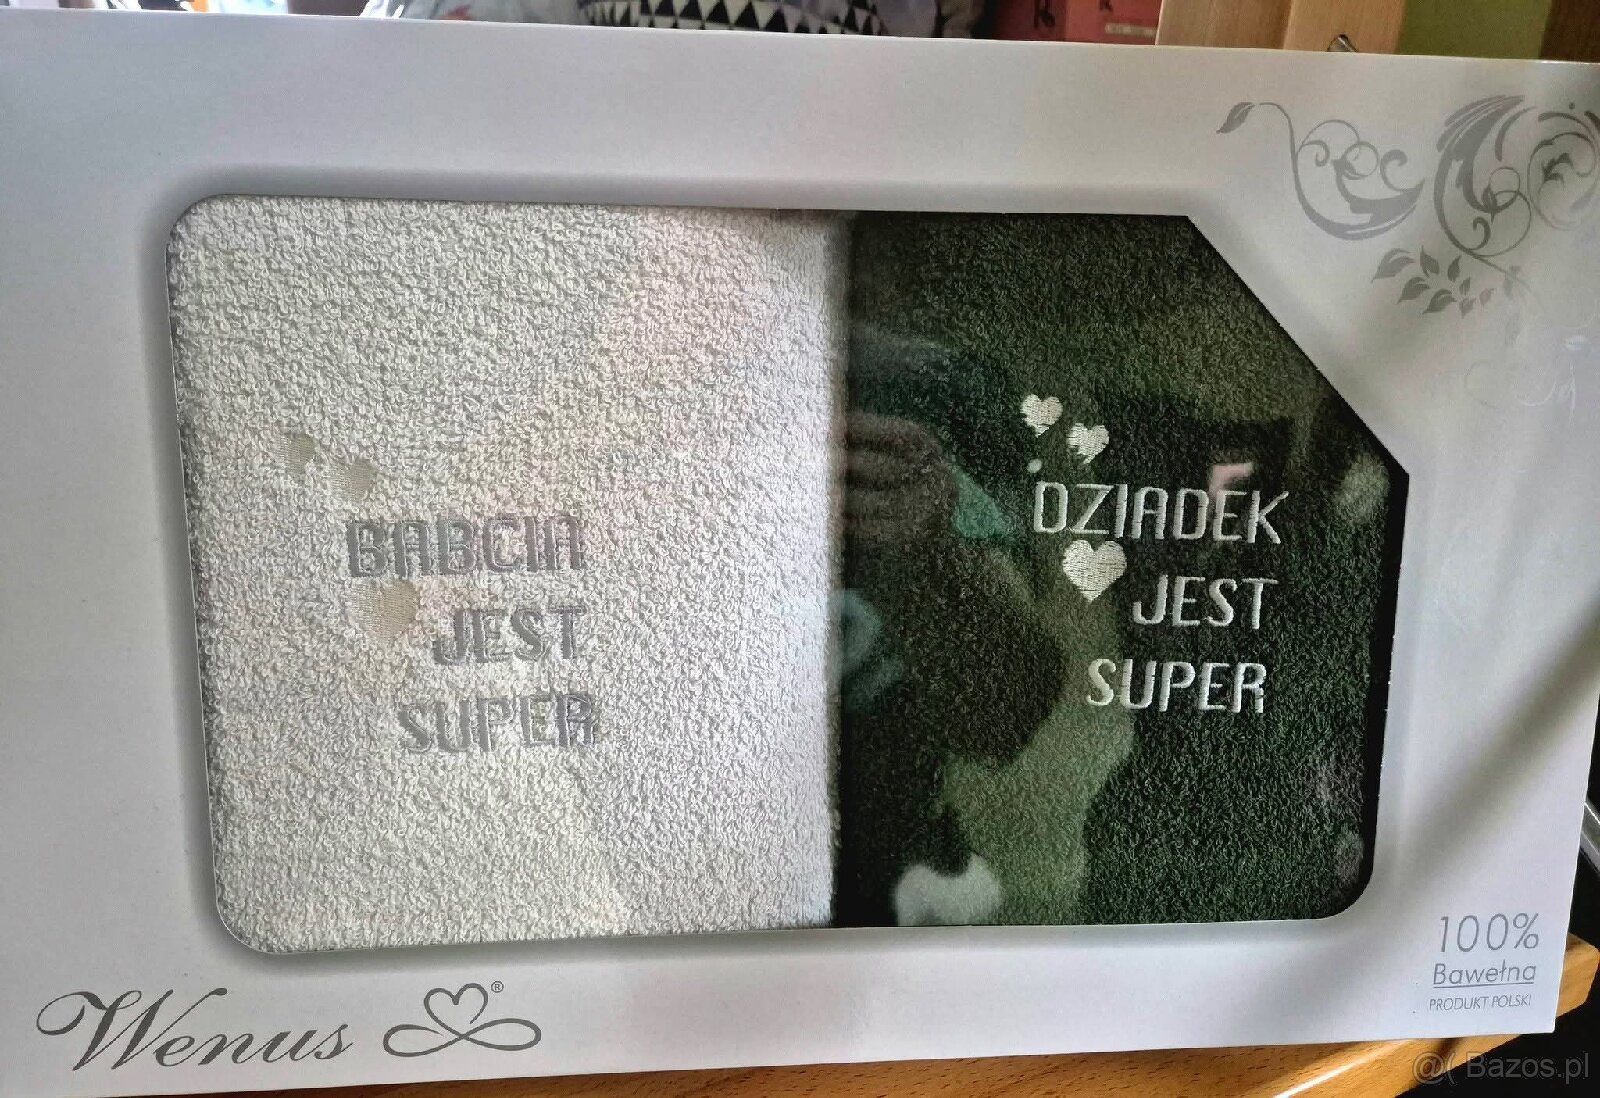 BABCIA
JEST
SUPER
DZIADEK
JEST
SUPER
Wenus ®
100%
Bawełna
PRODUKT POLSKI
@( Bazos.pl